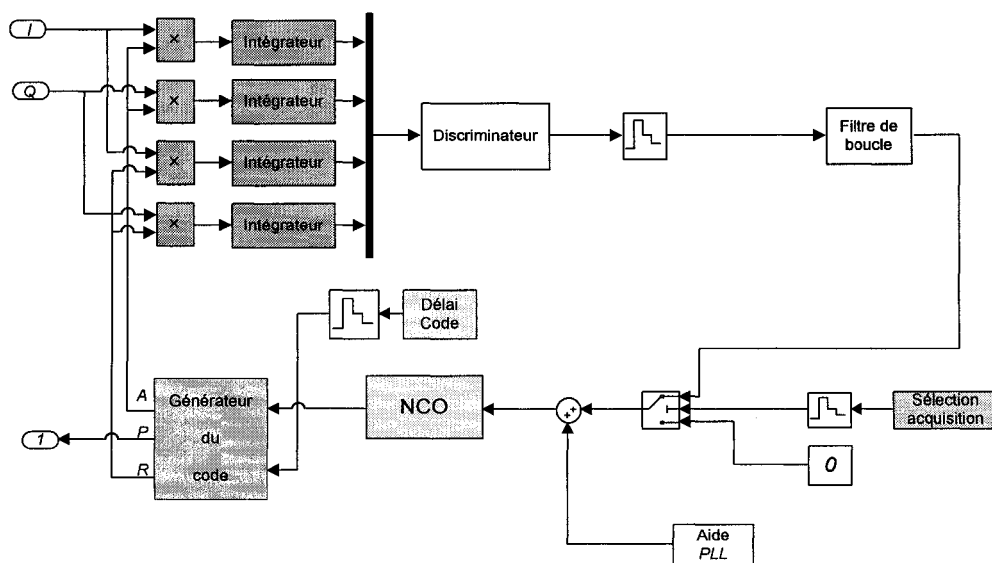 I
×
Intégrateur
Q
×
Intégrateur
×
Intégrateur
×
Intégrateur
Discriminateur
Filtre de
boucle
Délai
Code
A
Générateur
NCO
++
Sélection
acquisition
1
P
du
R
code
0
Aide
PLL